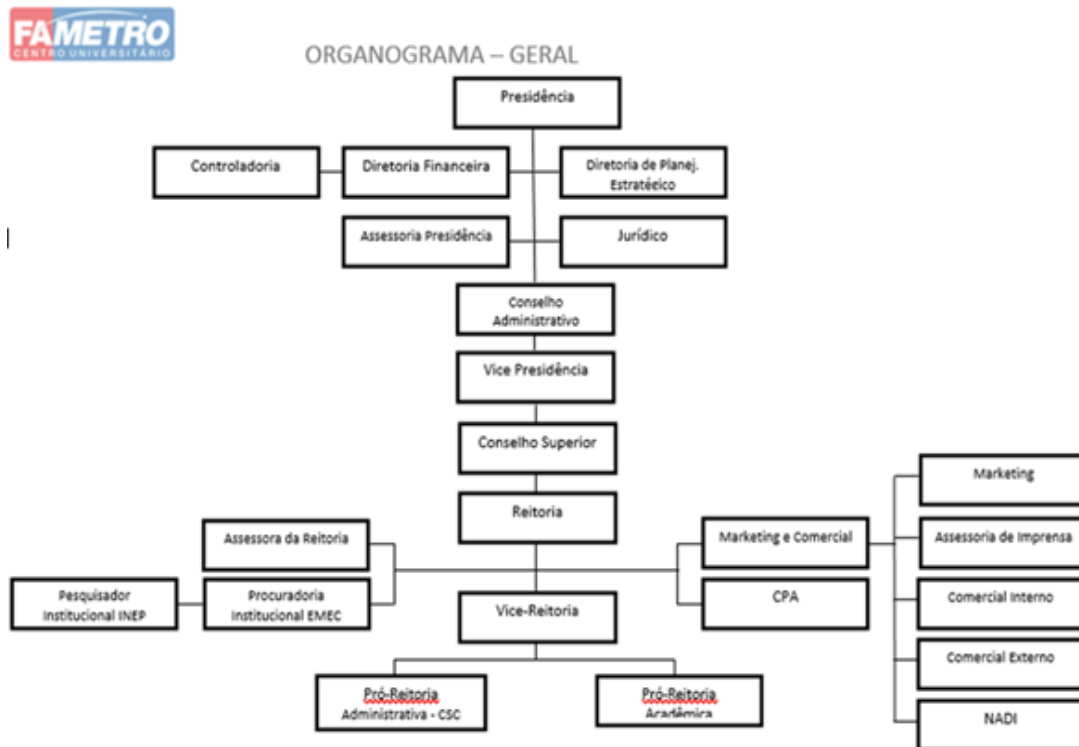 FAMETRO
CENTRO UNIVERSITÁRIO
ORGANOGRAMA – GERAL
Presidência
Controladoria
Diretoria Financeira
Diretoria de Planej.
Estratégico
Assessoria Presidência
Jurídico
Conselho
Administrativo
Vice Presidência
Conselho Superior
Reitoria
Marketing
Assessora da Reitoria
Marketing e Comercial
Assessoria de Imprensa
Pesquisador
Institucional INEP
Procuradoria
Institucional EMEC
Vice-Reitoria
CPA
Comercial Interno
Comercial Externo
Pró-Reitoria
Administrativa - CSC
Pró-Reitoria
Acadêmica
NADI